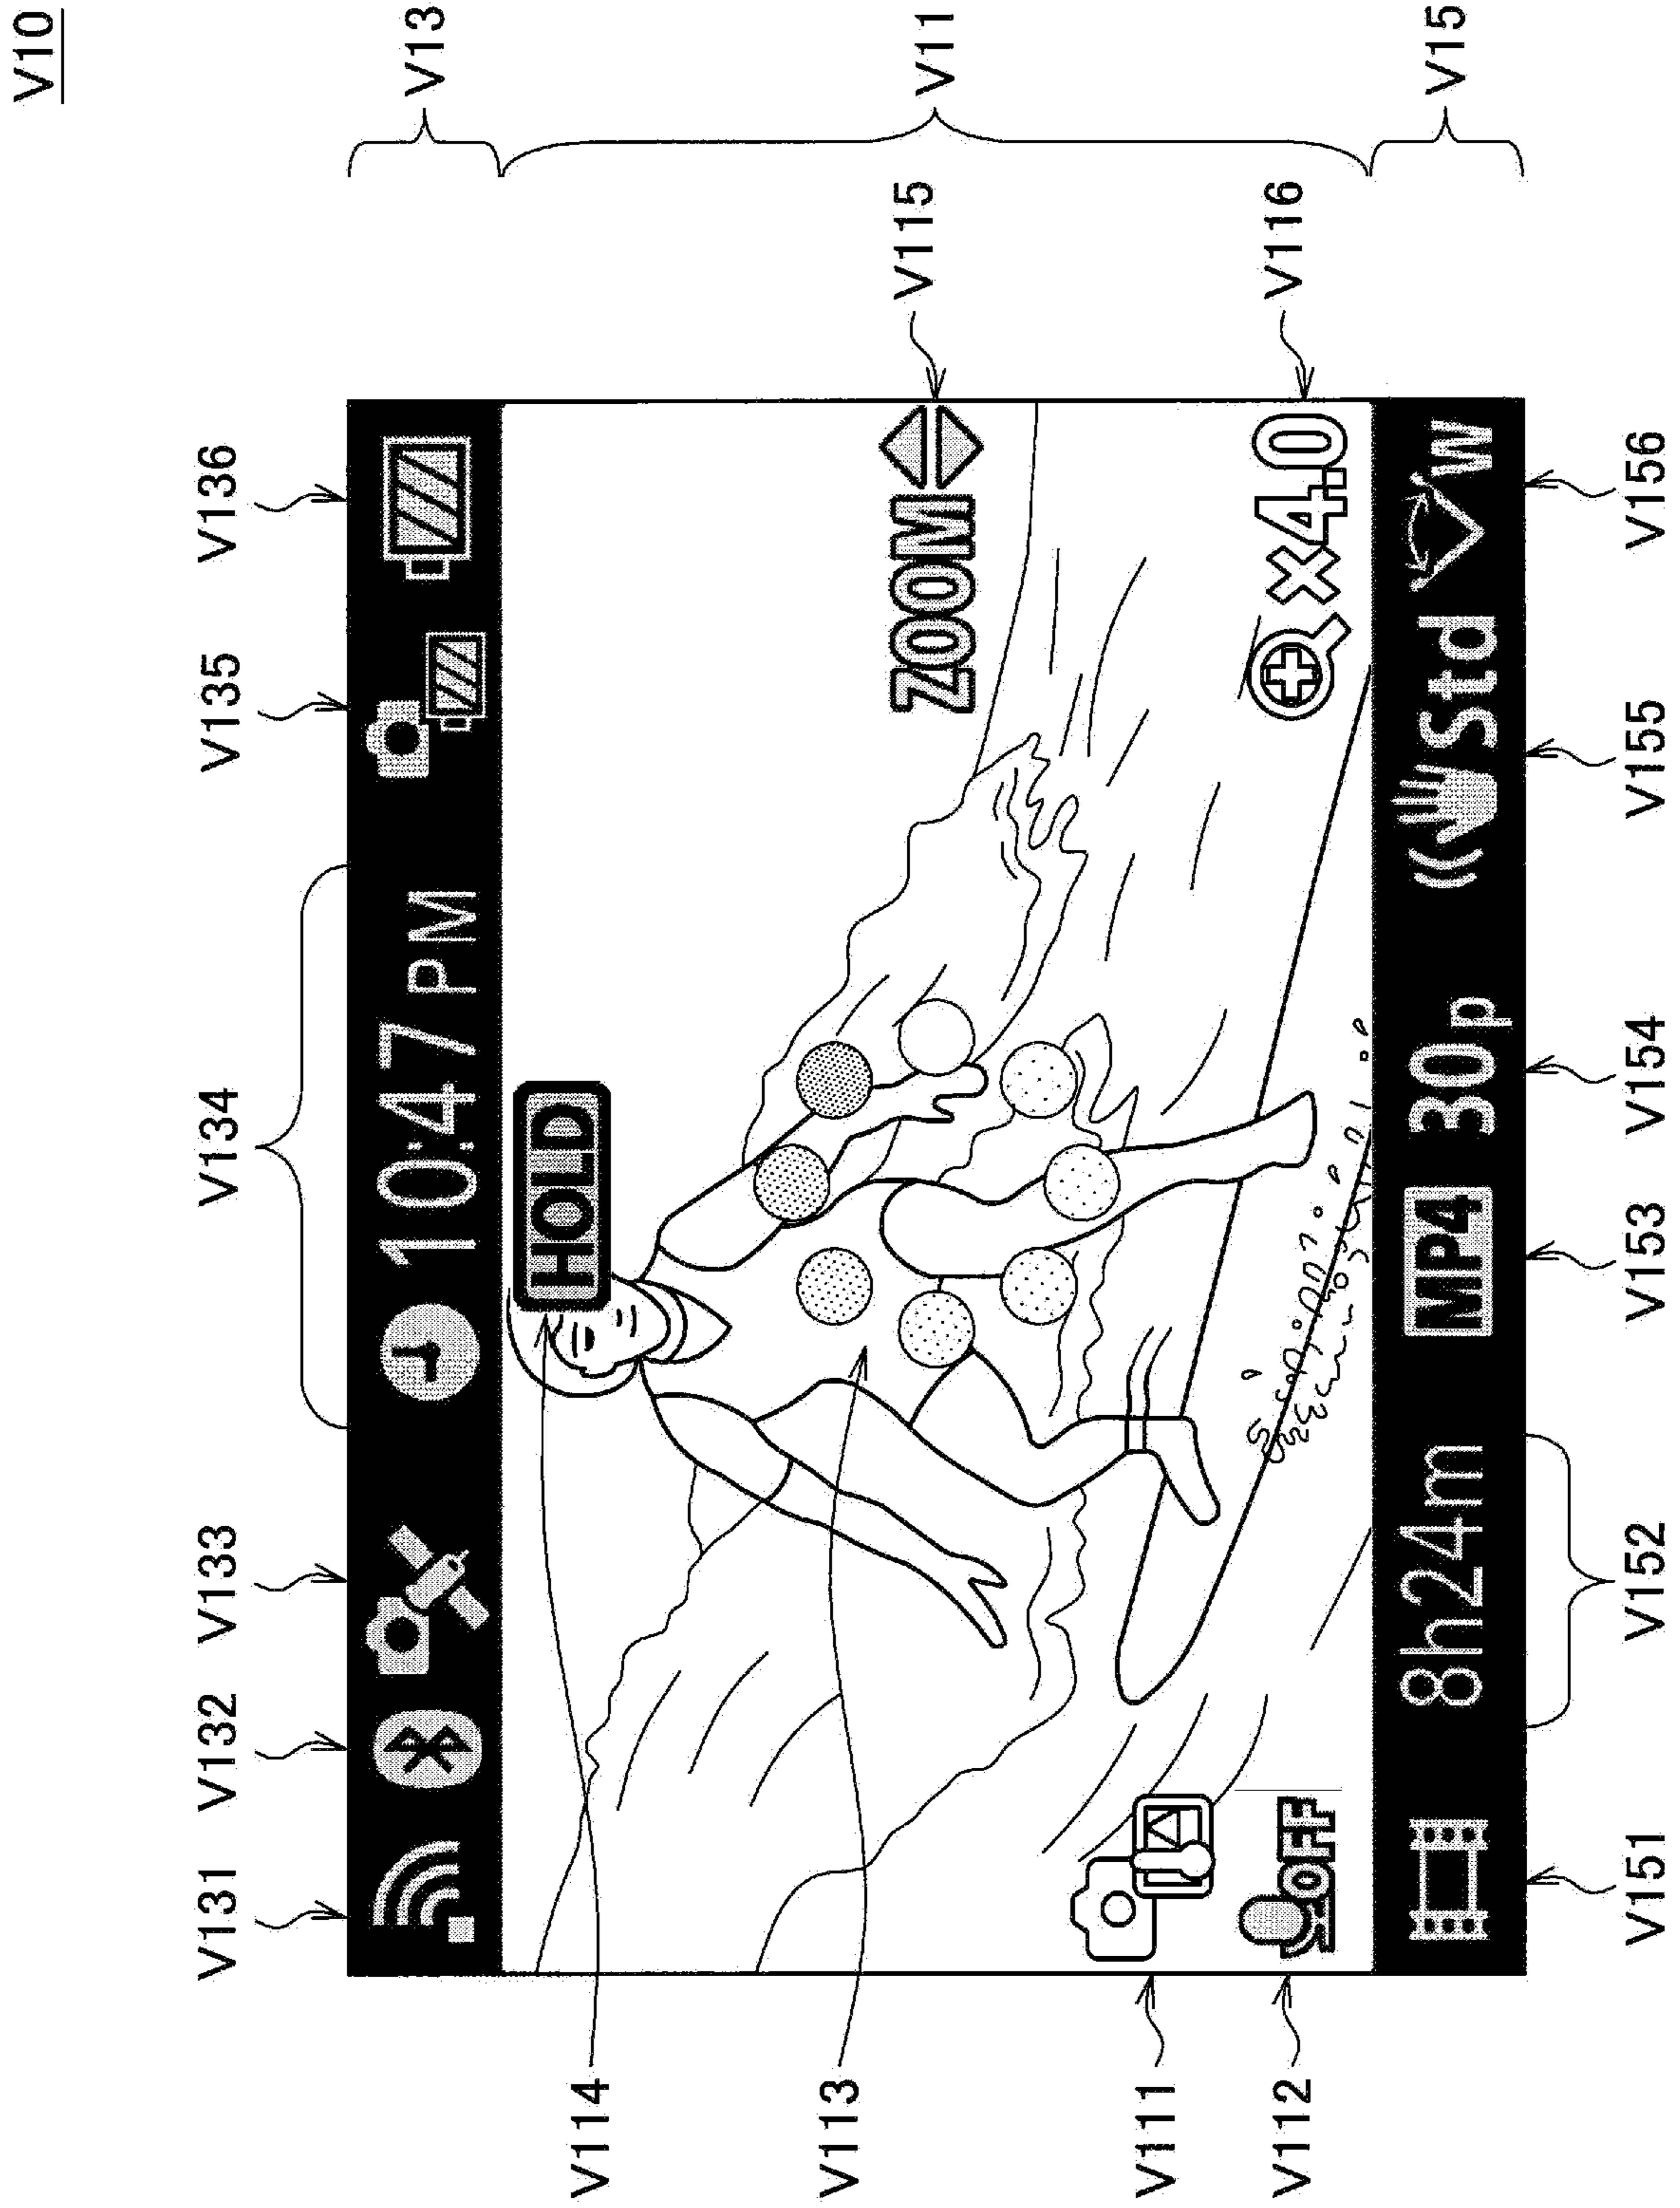 V10
V131 V132 V133 V134 V135 V136
10:47 PM
V13
HOLD
V114
V113
ZOOM
V115
V11
V111
V112
OFF
×4.0
V116
8h24m MP4 30p Std W
V15
V151 V152 V153 V154 V155 V156